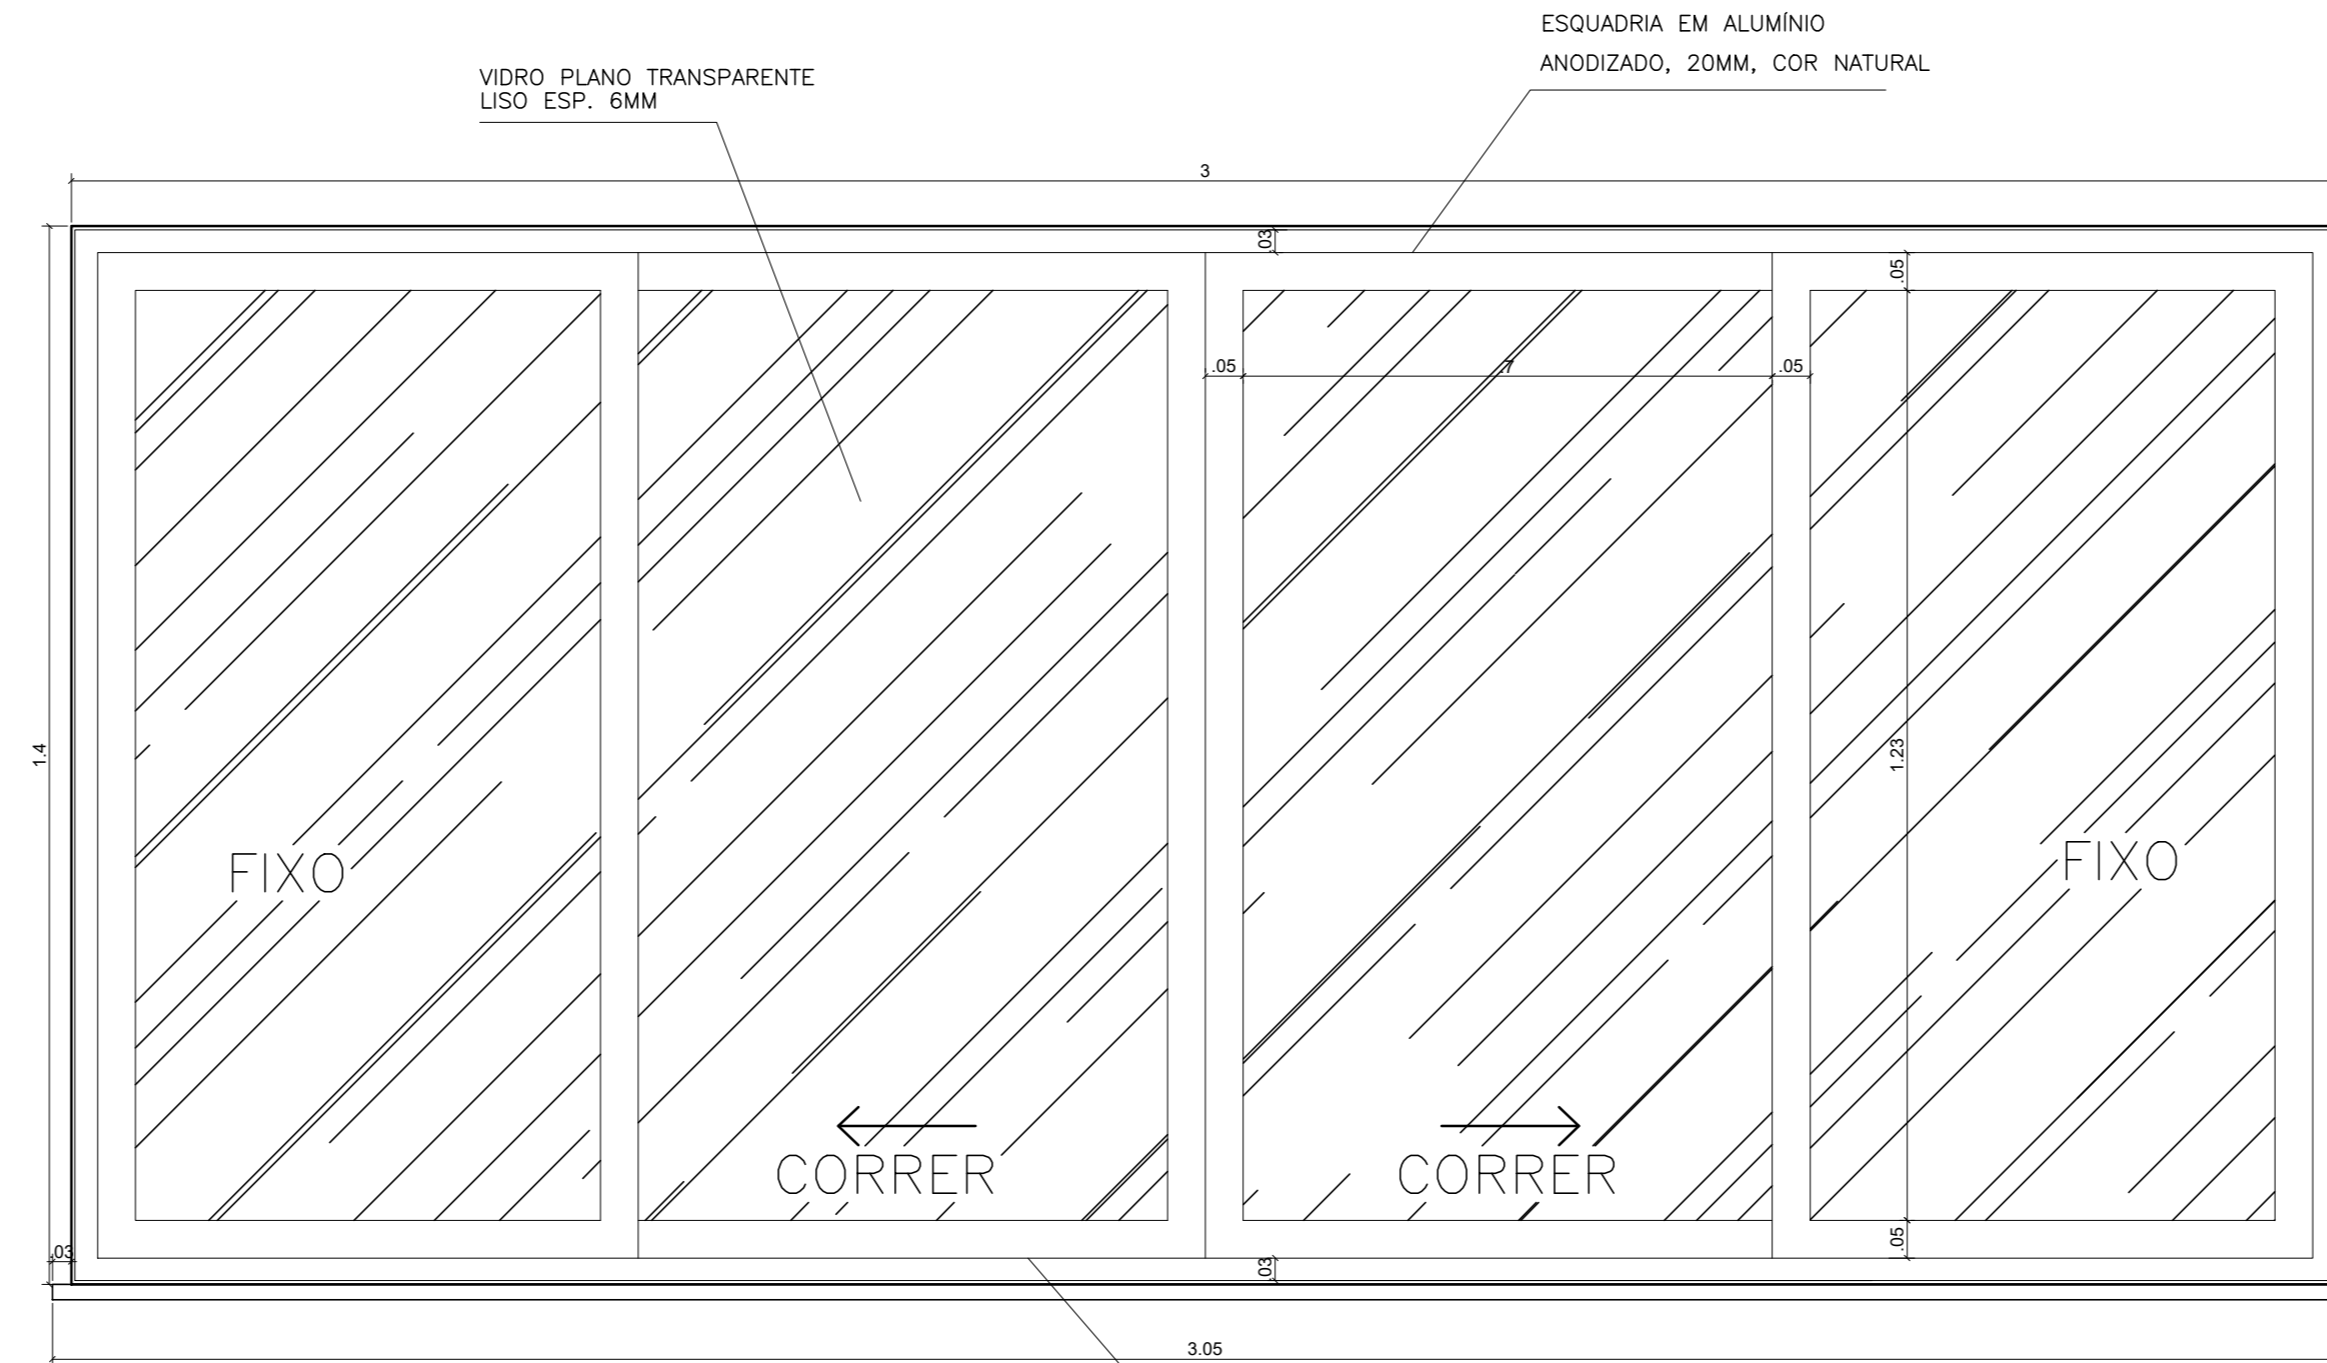 ESQUADRIA EM ALUMÍNIO
ANODIZADO, 20MM, COR NATURAL
VIDRO PLANO TRANSPARENTE
LISO ESP. 6MM
3
.03
.05
.05
.7
.05
1.4
1.23
FIXO
FIXO
CORRER
CORRER
.03
.03
.05
3.05